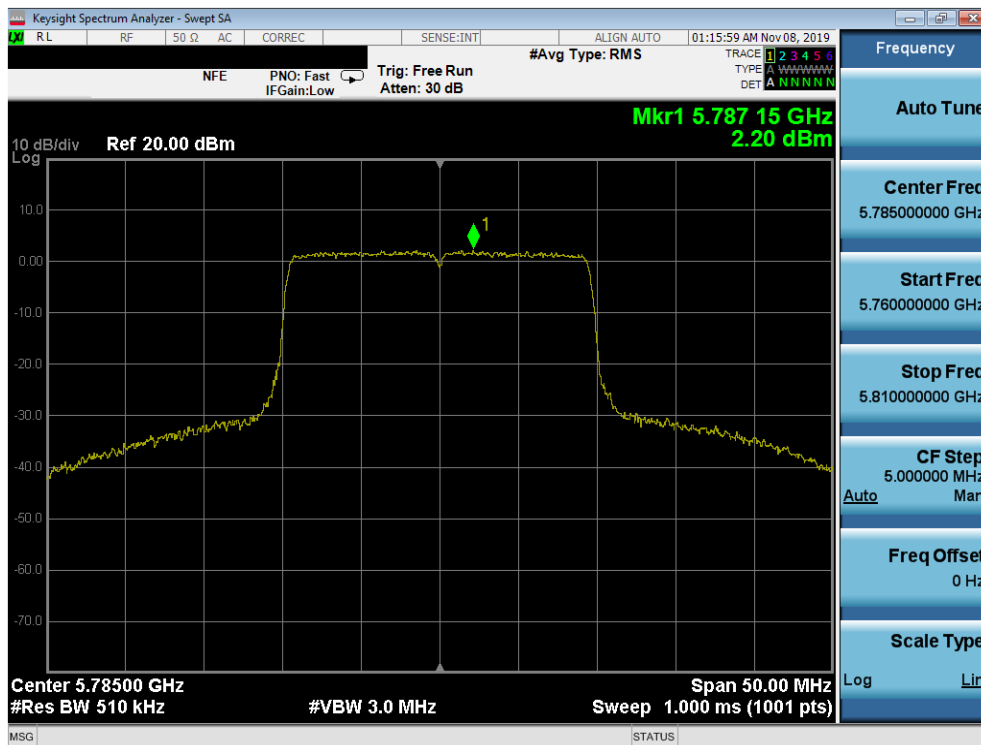 Keysight Spectrum Analyzer - Swept SA
LXI RL RF 50 Ω AC CORREC SENSE:INT ALIGN AUTO 01:15:59 AM Nov 08, 2019
NFE PNO: Fast IFGain:Low Trig: Free Run Atten: 30 dB #Avg Type: RMS
TRACE 1 2 3 4 5 6
TYPE A WWWWW
DET A N N N N N
Mkr1 5.787 15 GHz
2.20 dBm
10 dB/div Ref 20.00 dBm
Log
1
10.0
0.00
-10.0
-20.0
-30.0
-40.0
-50.0
-60.0
-70.0
Center 5.78500 GHz Span 50.00 MHz
#Res BW 510 kHz #VBW 3.0 MHz Sweep 1.000 ms (1001 pts)
MSG STATUS
Frequency
Auto Tune
Center Freq
5.785000000 GHz
Start Freq
5.760000000 GHz
Stop Freq
5.810000000 GHz
CF Step
5.000000 MHz
Auto Man
Freq Offset
0 Hz
Scale Type
Log Lin